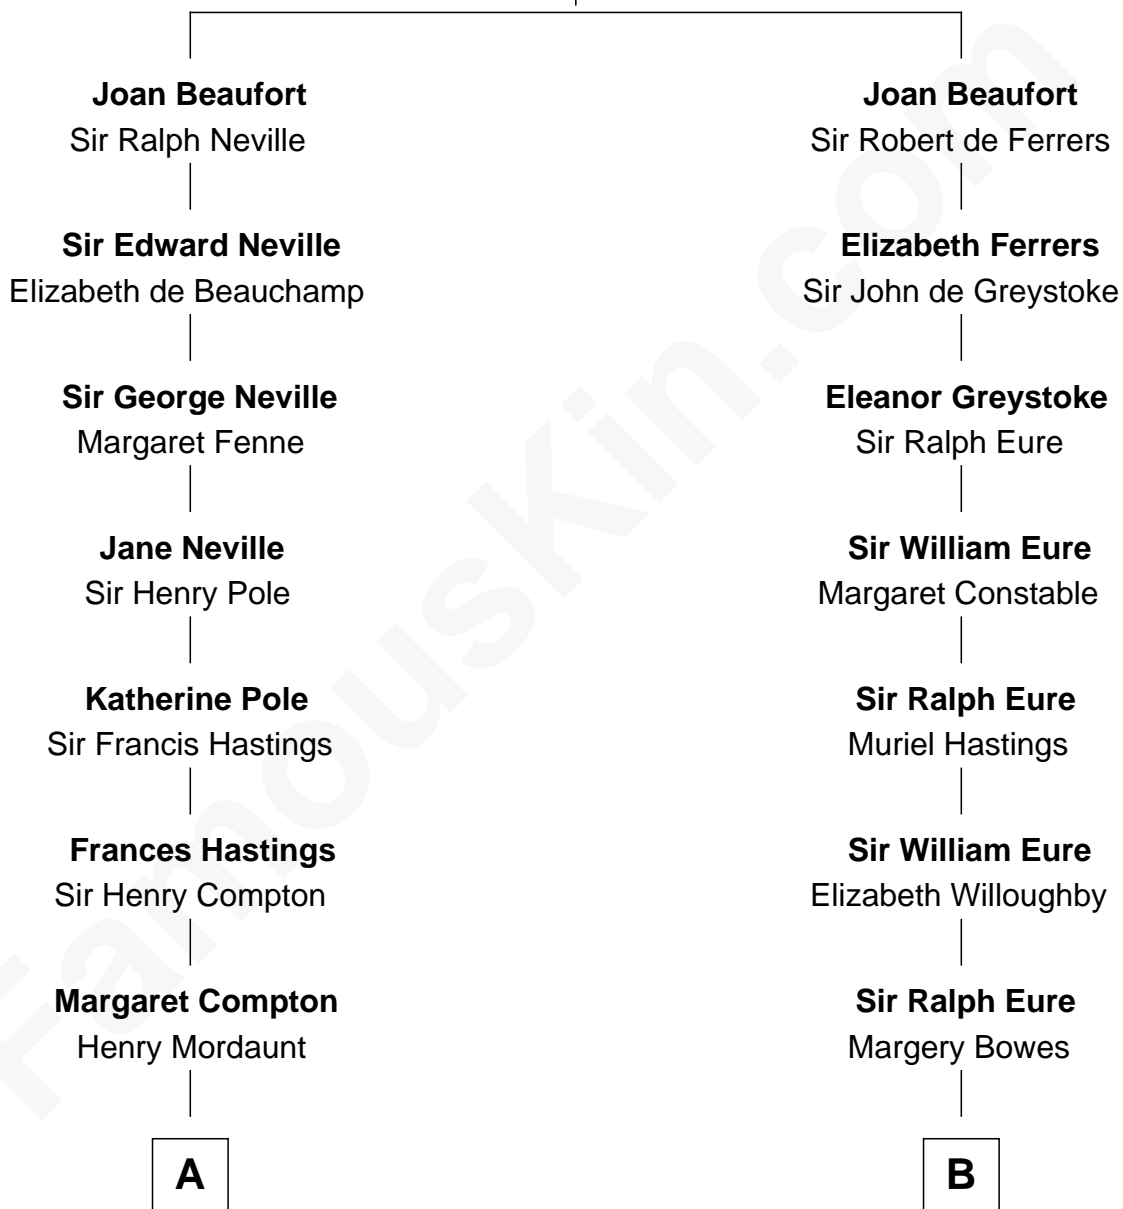 Joan Beaufort
Sir Ralph Neville
Sir Edward Neville
Elizabeth de Beauchamp
Sir George Neville
Margaret Fenne
Jane Neville
Sir Henry Pole
Katherine Pole
Sir Francis Hastings
Frances Hastings
Sir Henry Compton
Margaret Compton
Henry Mordaunt
A
Joan Beaufort
Sir Robert de Ferrers
Elizabeth Ferrers
Sir John de Greystoke
Eleanor Greystoke
Sir Ralph Eure
Sir William Eure
Margaret Constable
Sir Ralph Eure
Muriel Hastings
Sir William Eure
Elizabeth Willoughby
Sir Ralph Eure
Margery Bowes
B
FamousKin.com